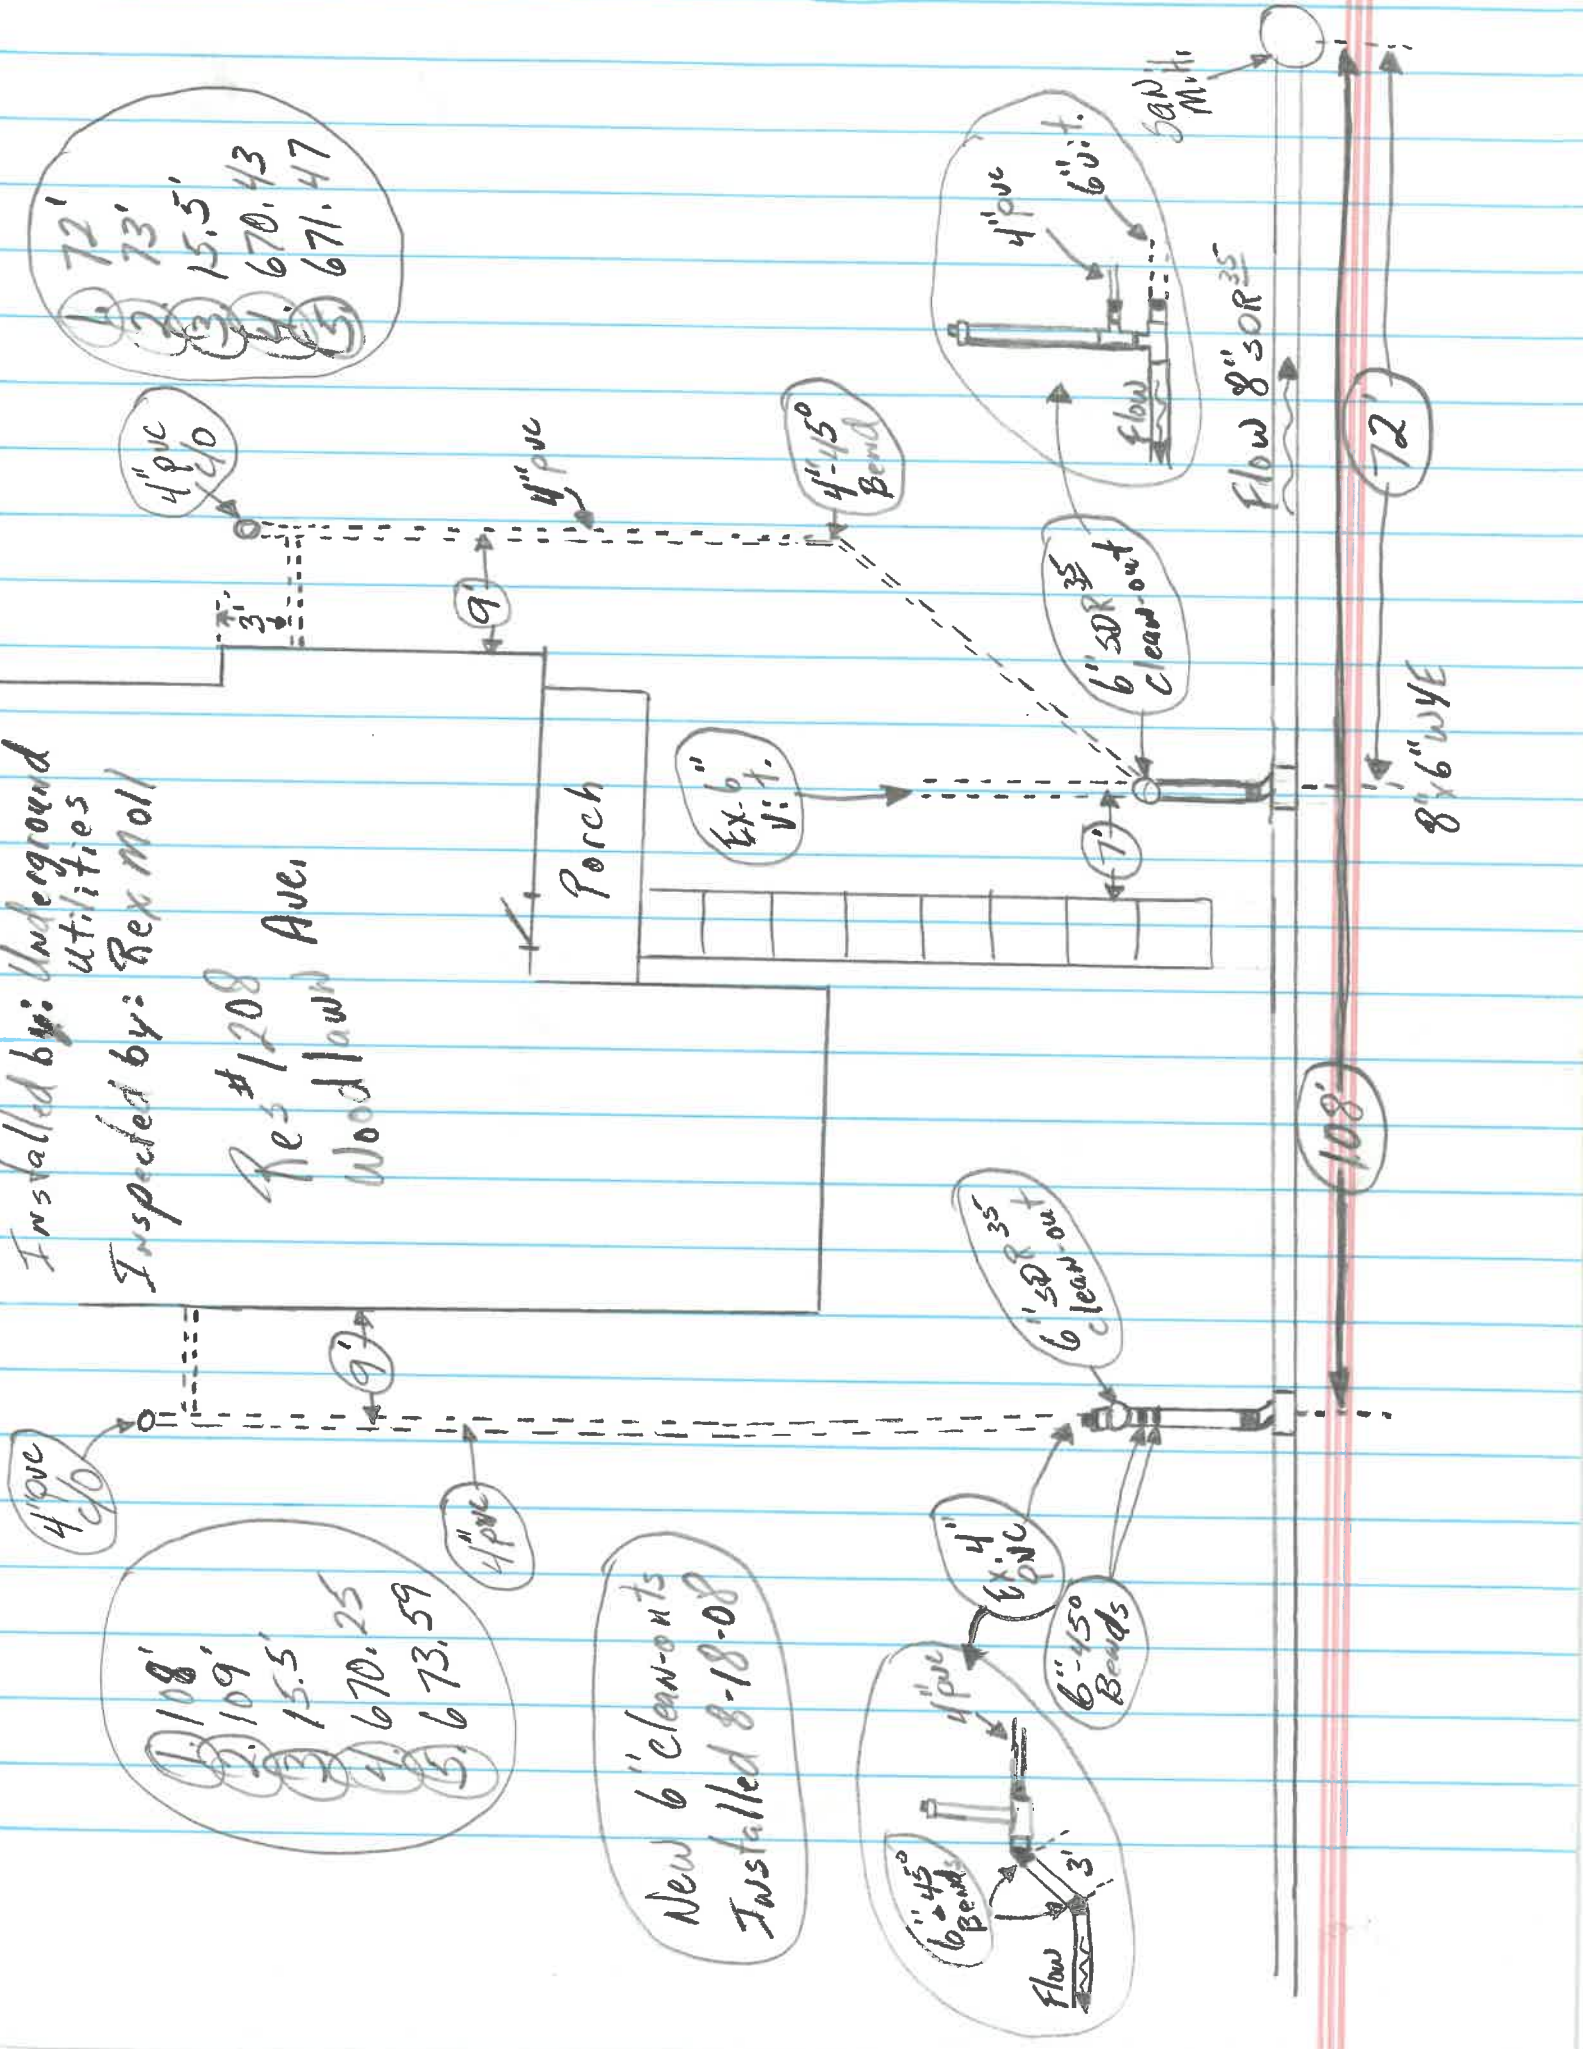 Installed by: Underground
Utilities
Inspected by: Rex Moll
Res #1208
Woodlawn Ave.
4" pvc
c/o
1. 108'
2. 109'
3. 15.5'
4. 670.25
5. 673.59
9'
4" pvc
New 6" clean-outs
Installed 8-18-08
4" pvc
c/o
1. 72'
2. 73'
3. 15.5'
4. 670.43
5. 671.47
3'
9'
4" pvc
Porch
4"-45°
Bend
Ex. 6"
V.t.
7'
6" SDR 35
clean-out
4" pvc
6" v.t.
Flow
San
M.H.
6" SDR 35
clean-out
Ex. 4"
pvc
6"-45°
Bends
4" pvc
6"-45°
Bends
3'
Flow
Flow 8" SDR 35
72'
8"x6" WYE
108'